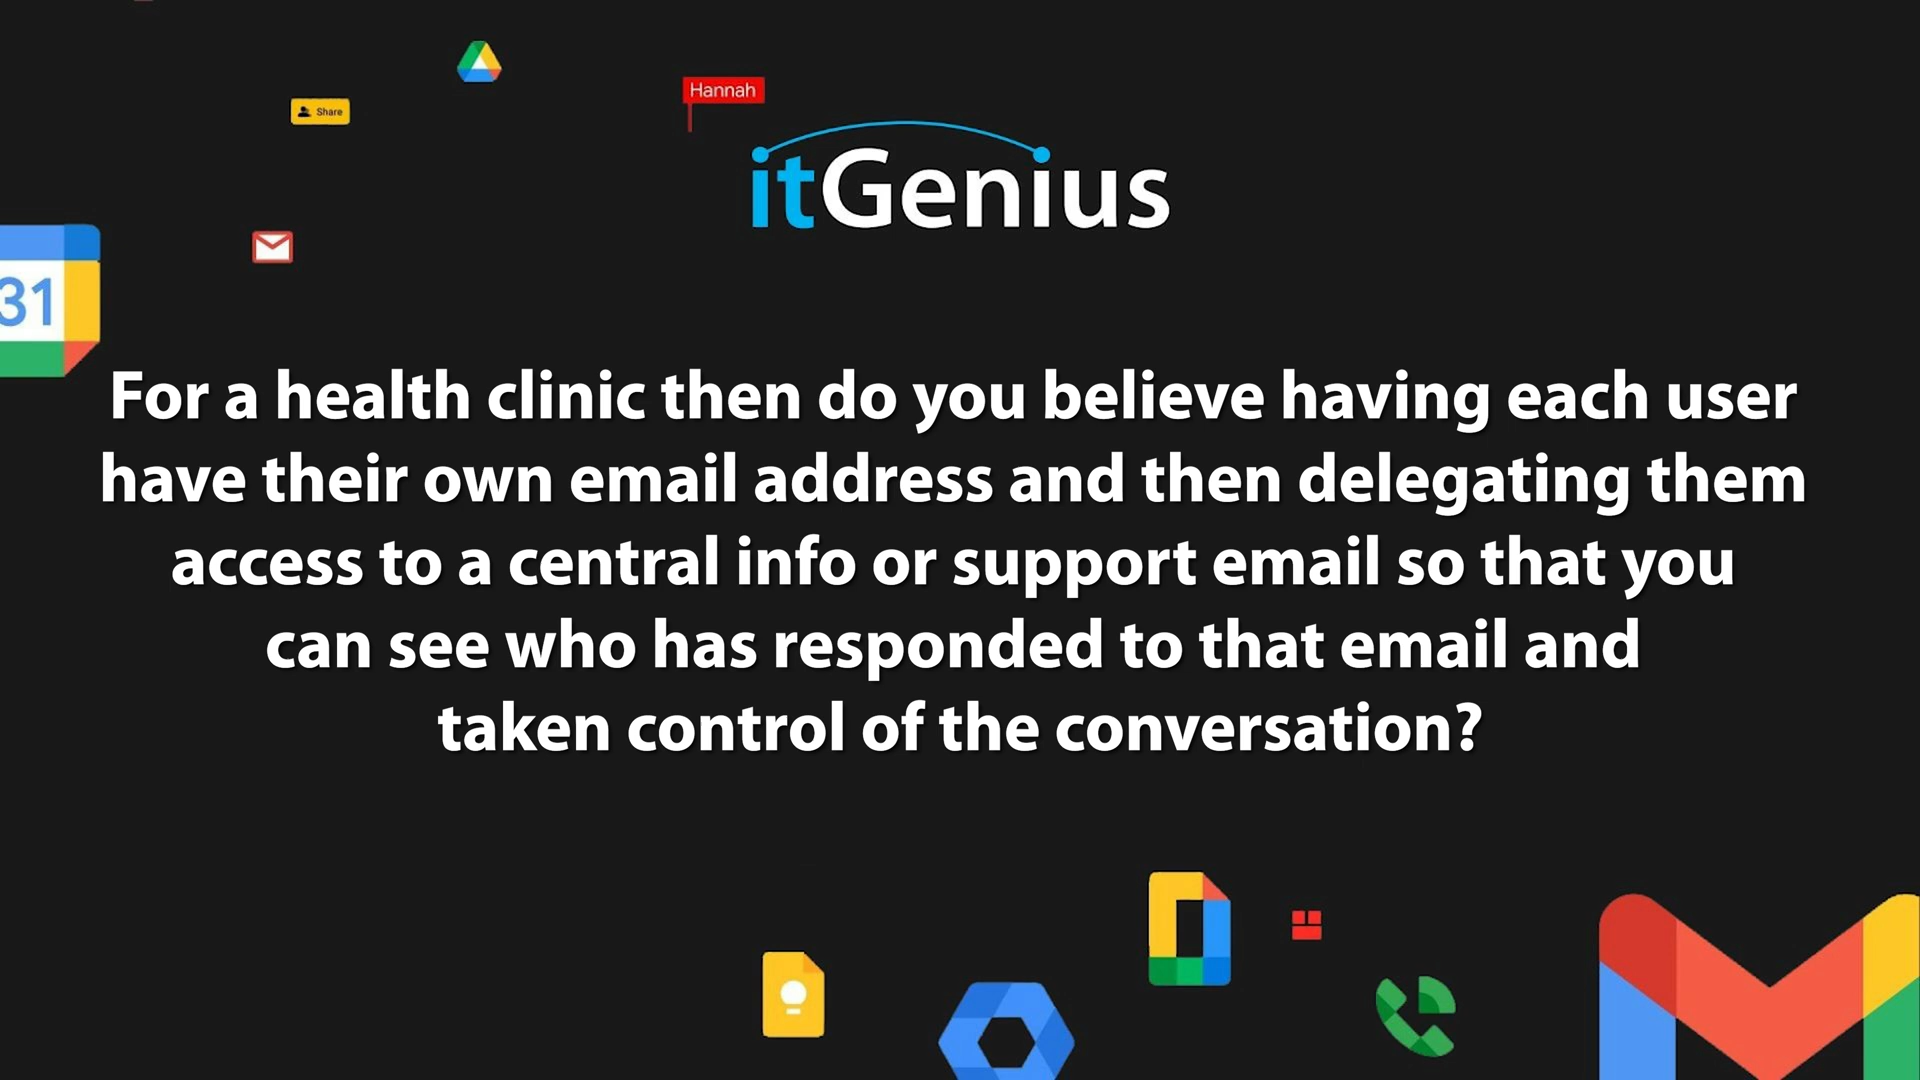 Hannah
Share
itGenius
31
For a health clinic then do you believe having each user
have their own email address and then delegating them
access to a central info or support email so that you
can see who has responded to that email and
taken control of the conversation?